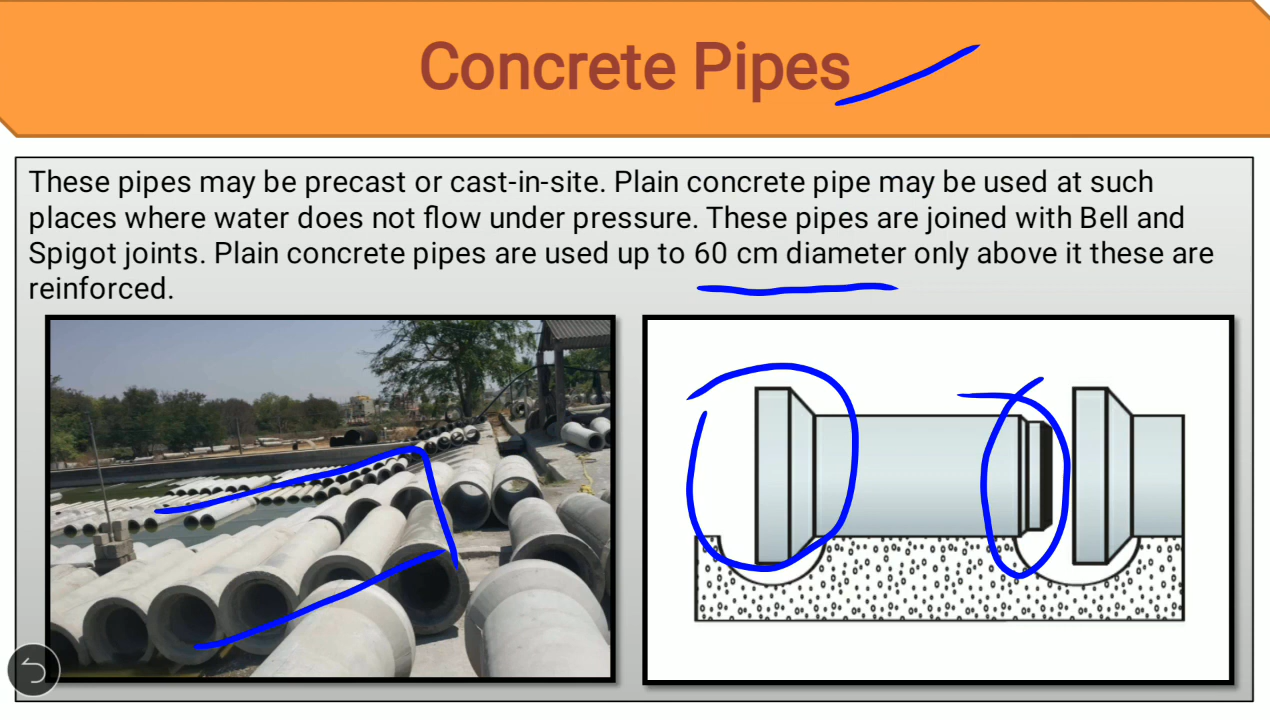 Concrete Pipes
These pipes may be precast or cast-in-site. Plain concrete pipe may be used at such
places where water does not flow under pressure. These pipes are joined with Bell and
Spigot joints. Plain concrete pipes are used up to 60 cm diameter only above it these are
reinforced.